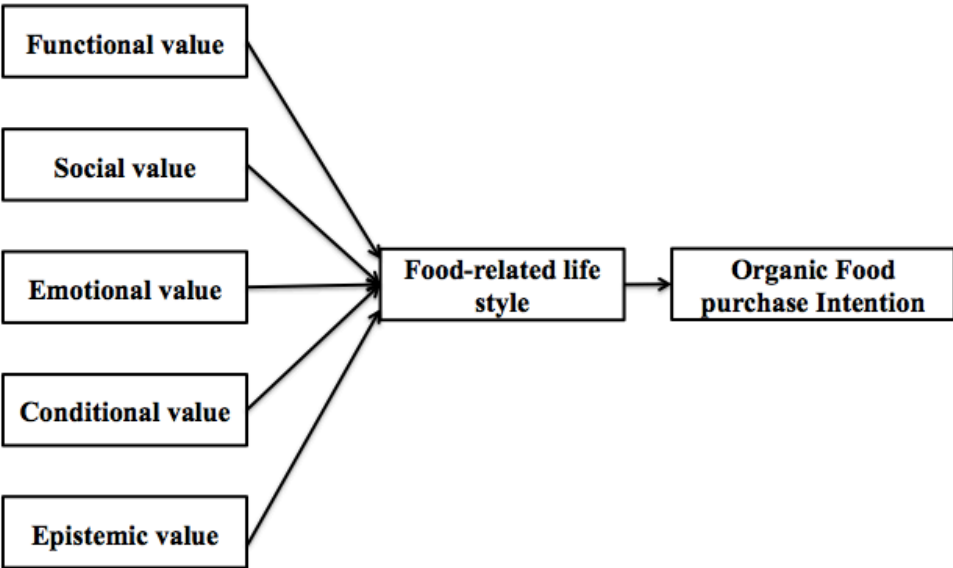 Functional value
Social value
Emotional value
Conditional value
Epistemic value
Food-related life
style
Organic Food
purchase Intention